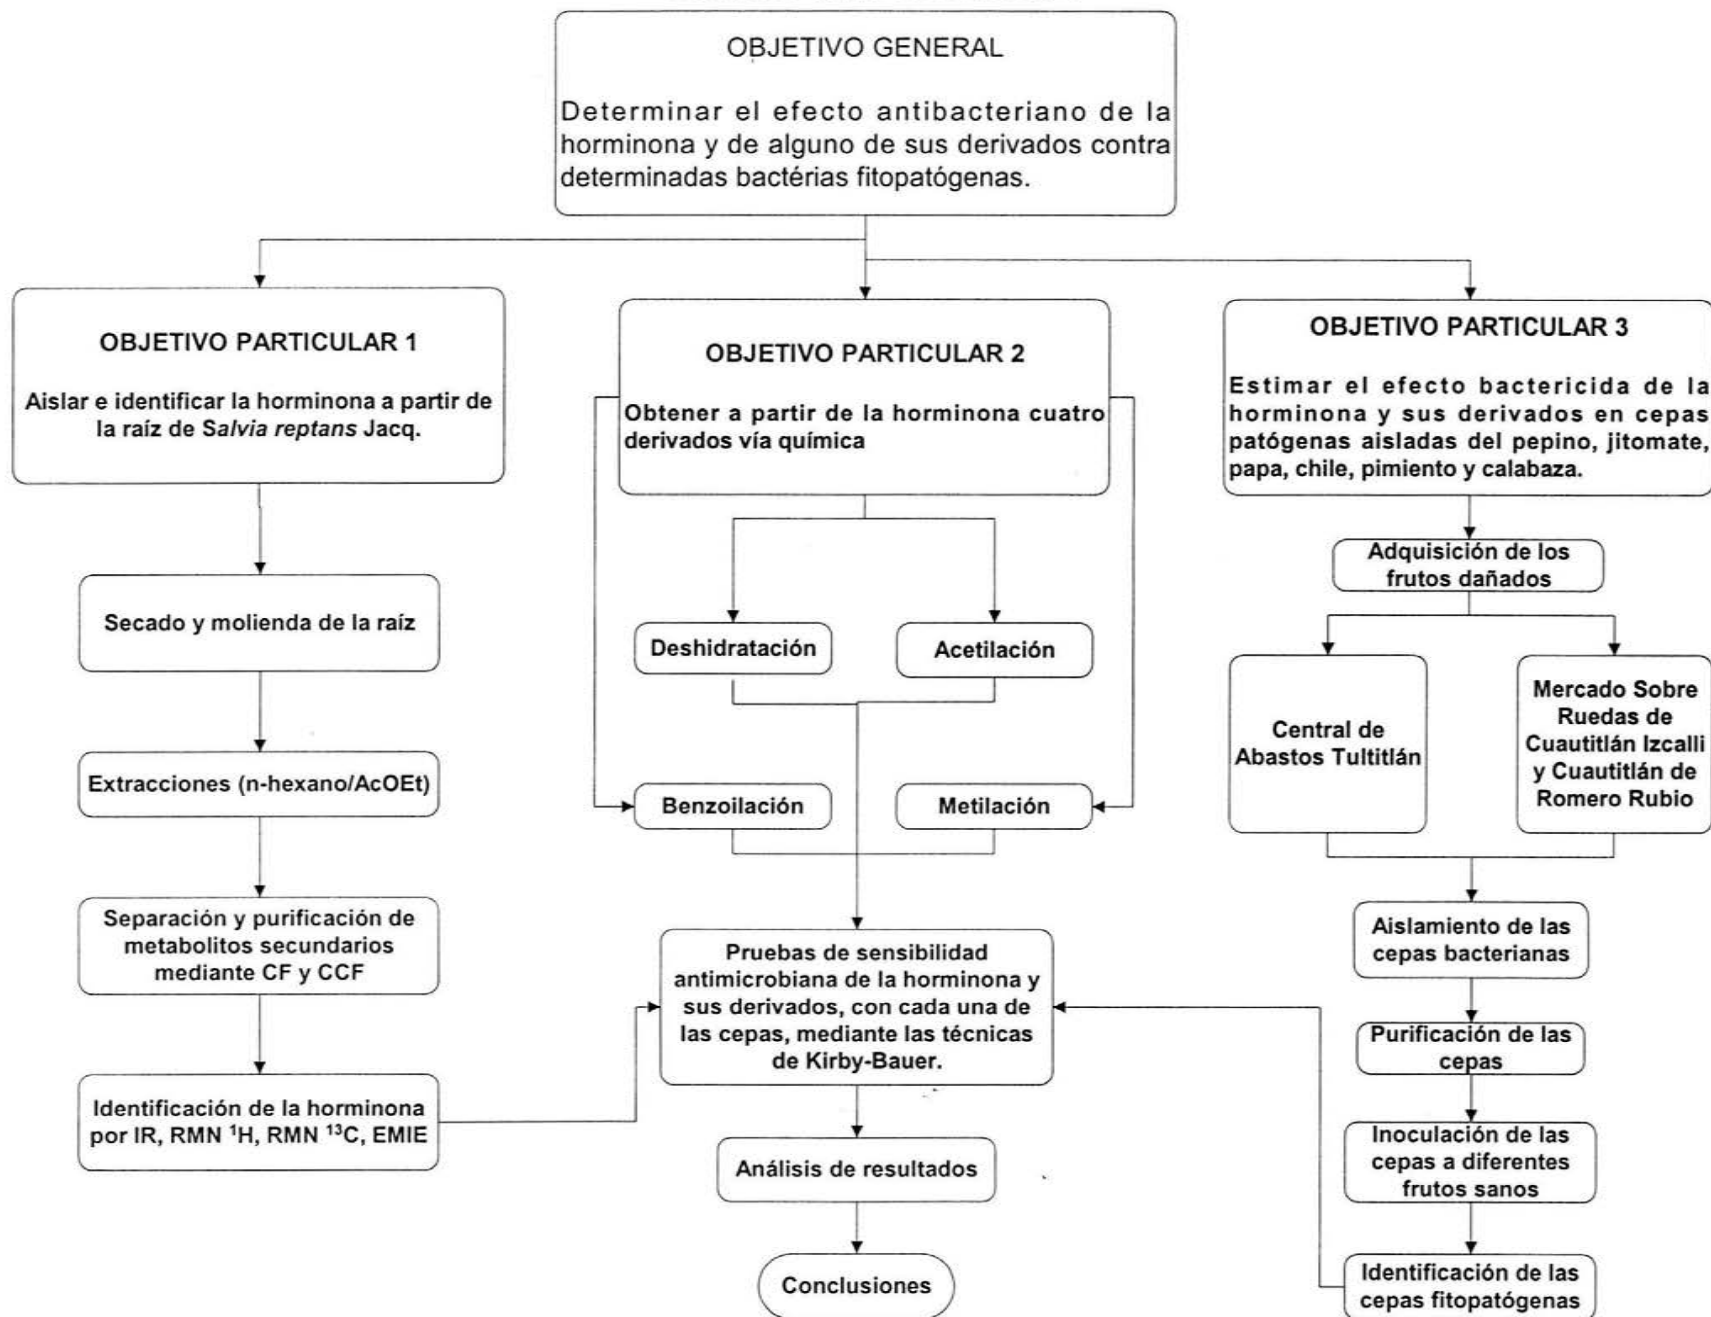 OBJETIVO GENERAL
Determinar el efecto antibacteriano de la
horminona y de alguno de sus derivados contra
determinadas bactérias fitopatógenas.
OBJETIVO PARTICULAR 1
Aislar e identificar la horminona a partir de
la raíz de Salvia reptans Jacq.
Secado y molienda de la raíz
Extracciones (n-hexano/AcOEt)
Separación y purificación de
metabolitos secundarios
mediante CF y CCF
Identificación de la horminona
por IR, RMN ¹H, RMN ¹³C, EMIE
OBJETIVO PARTICULAR 2
Obtener a partir de la horminona cuatro
derivados vía química
Deshidratación
Acetilación
Benzoilación
Metilación
Pruebas de sensibilidad
antimicrobiana de la horminona y
sus derivados, con cada una de
las cepas, mediante las técnicas
de Kirby-Bauer.
Análisis de resultados
Conclusiones
OBJETIVO PARTICULAR 3
Estimar el efecto bactericida de la
horminona y sus derivados en cepas
patógenas aisladas del pepino, jitomate,
papa, chile, pimiento y calabaza.
Adquisición de los
frutos dañados
Central de
Abastos Tultitlán
Mercado Sobre
Ruedas de
Cuautitlán Izcalli
y Cuautitlán de
Romero Rubio
Aislamiento de las
cepas bacterianas
Purificación de las
cepas
Inoculación de las
cepas a diferentes
frutos sanos
Identificación de las
cepas fitopatógenas